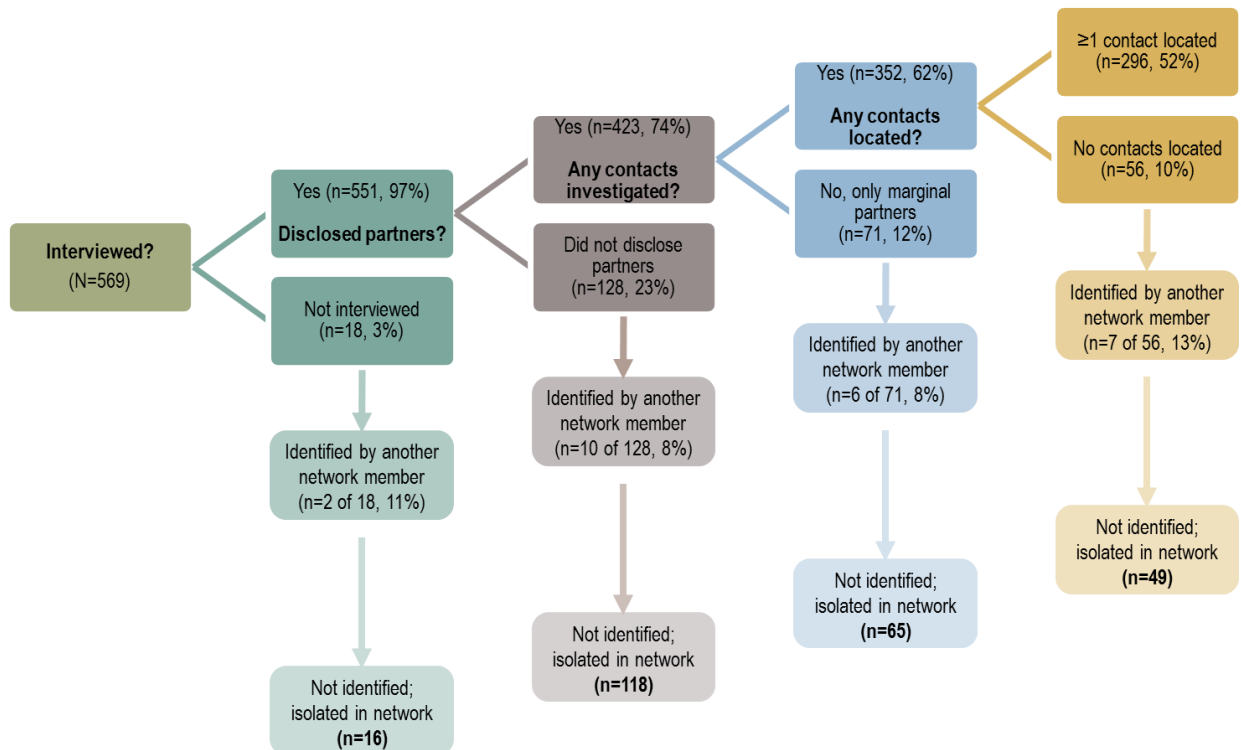 Interviewed?
(N=569)
Yes (n=551, 97%)
Disclosed partners?
Not interviewed
(n=18, 3%)
Identified by another
network member
(n=2 of 18, 11%)
Not identified;
isolated in network
(n=16)
Yes (n=423, 74%)
Any contacts
investigated?
Did not disclose
partners
(n=128, 23%)
Identified by another
network member
(n=10 of 128, 8%)
Not identified;
isolated in network
(n=118)
Yes (n=352, 62%)
Any contacts
located?
No, only marginal
partners
(n=71, 12%)
Identified by another
network member
(n=6 of 71, 8%)
Not identified;
isolated in network
(n=65)
≥1 contact located
(n=296, 52%)
No contacts located
(n=56, 10%)
Identified by another
network member
(n=7 of 56, 13%)
Not identified;
isolated in network
(n=49)